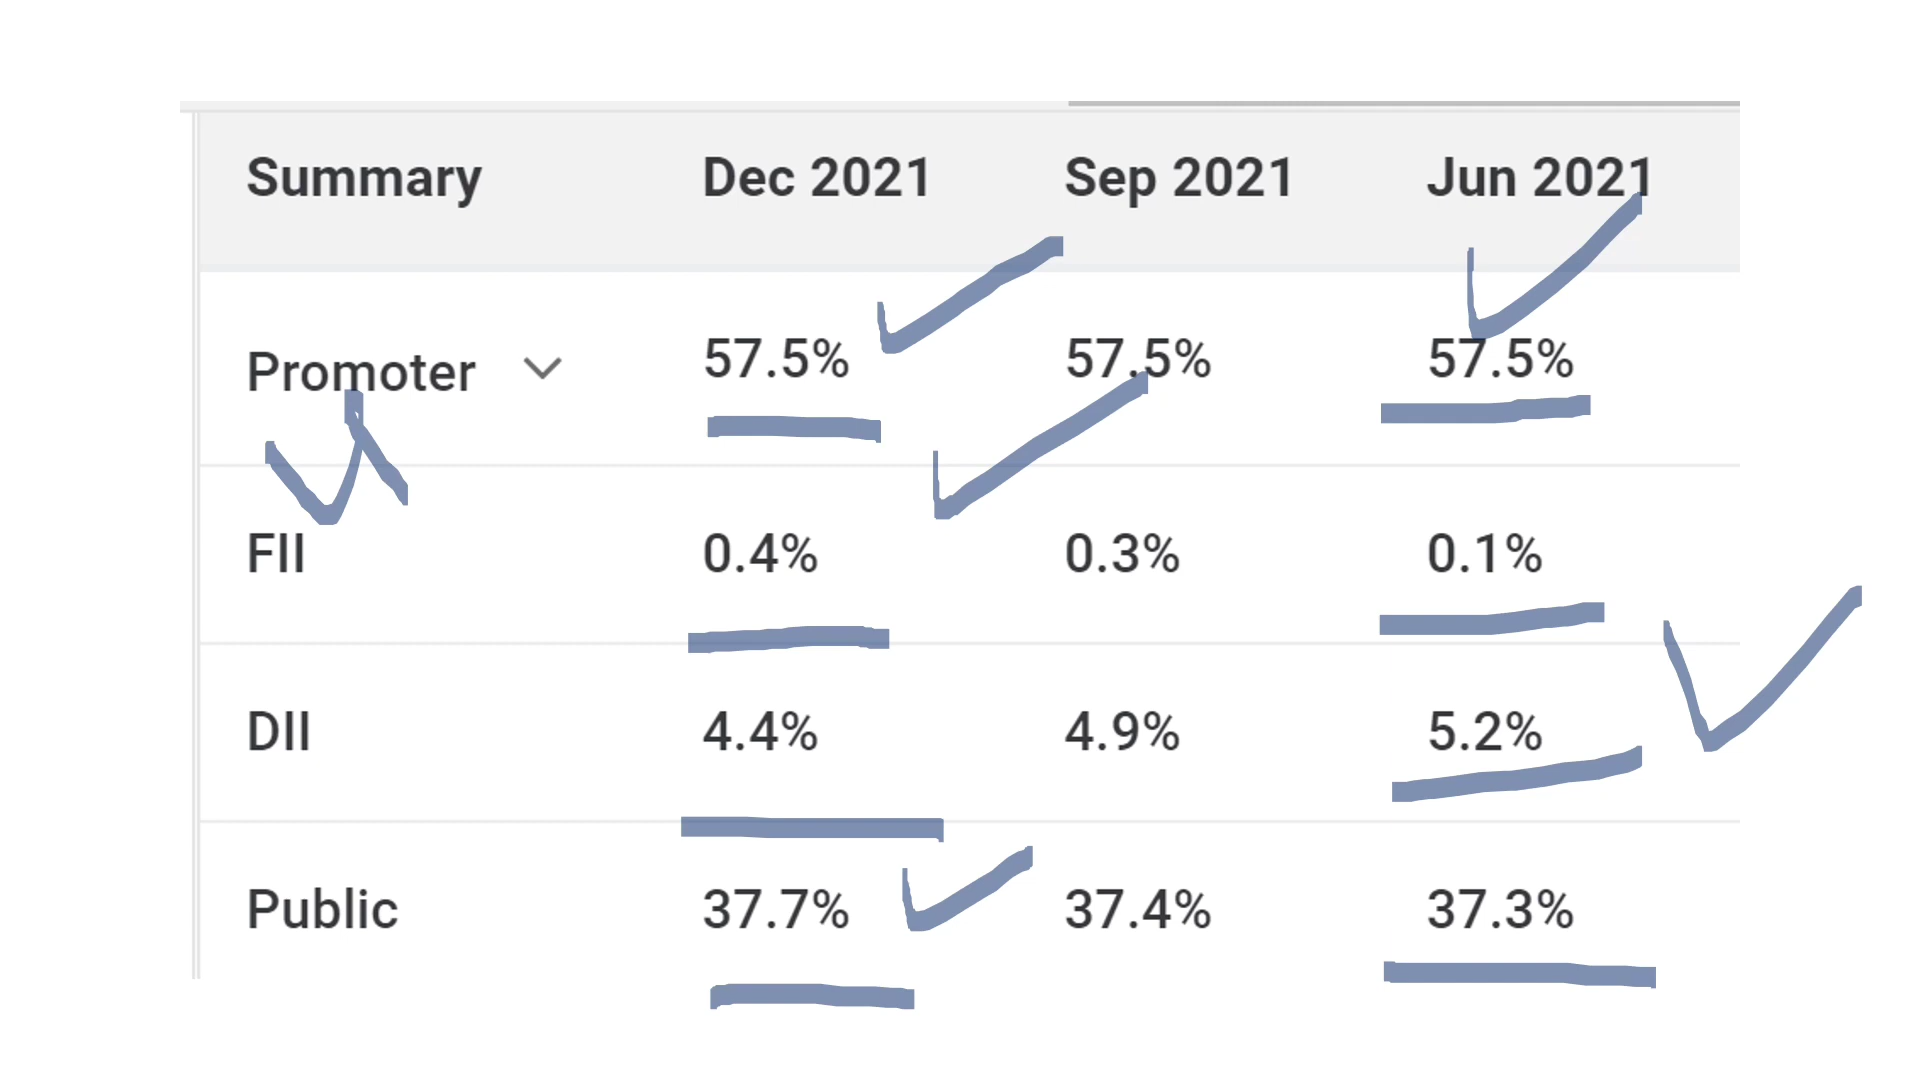 Summary Dec 2021 Sep 2021 Jun 2021
Promoter 57.5% 57.5% 57.5%
FII 0.4% 0.3% 0.1%
DII 4.4% 4.9% 5.2%
Public 37.7% 37.4% 37.3%